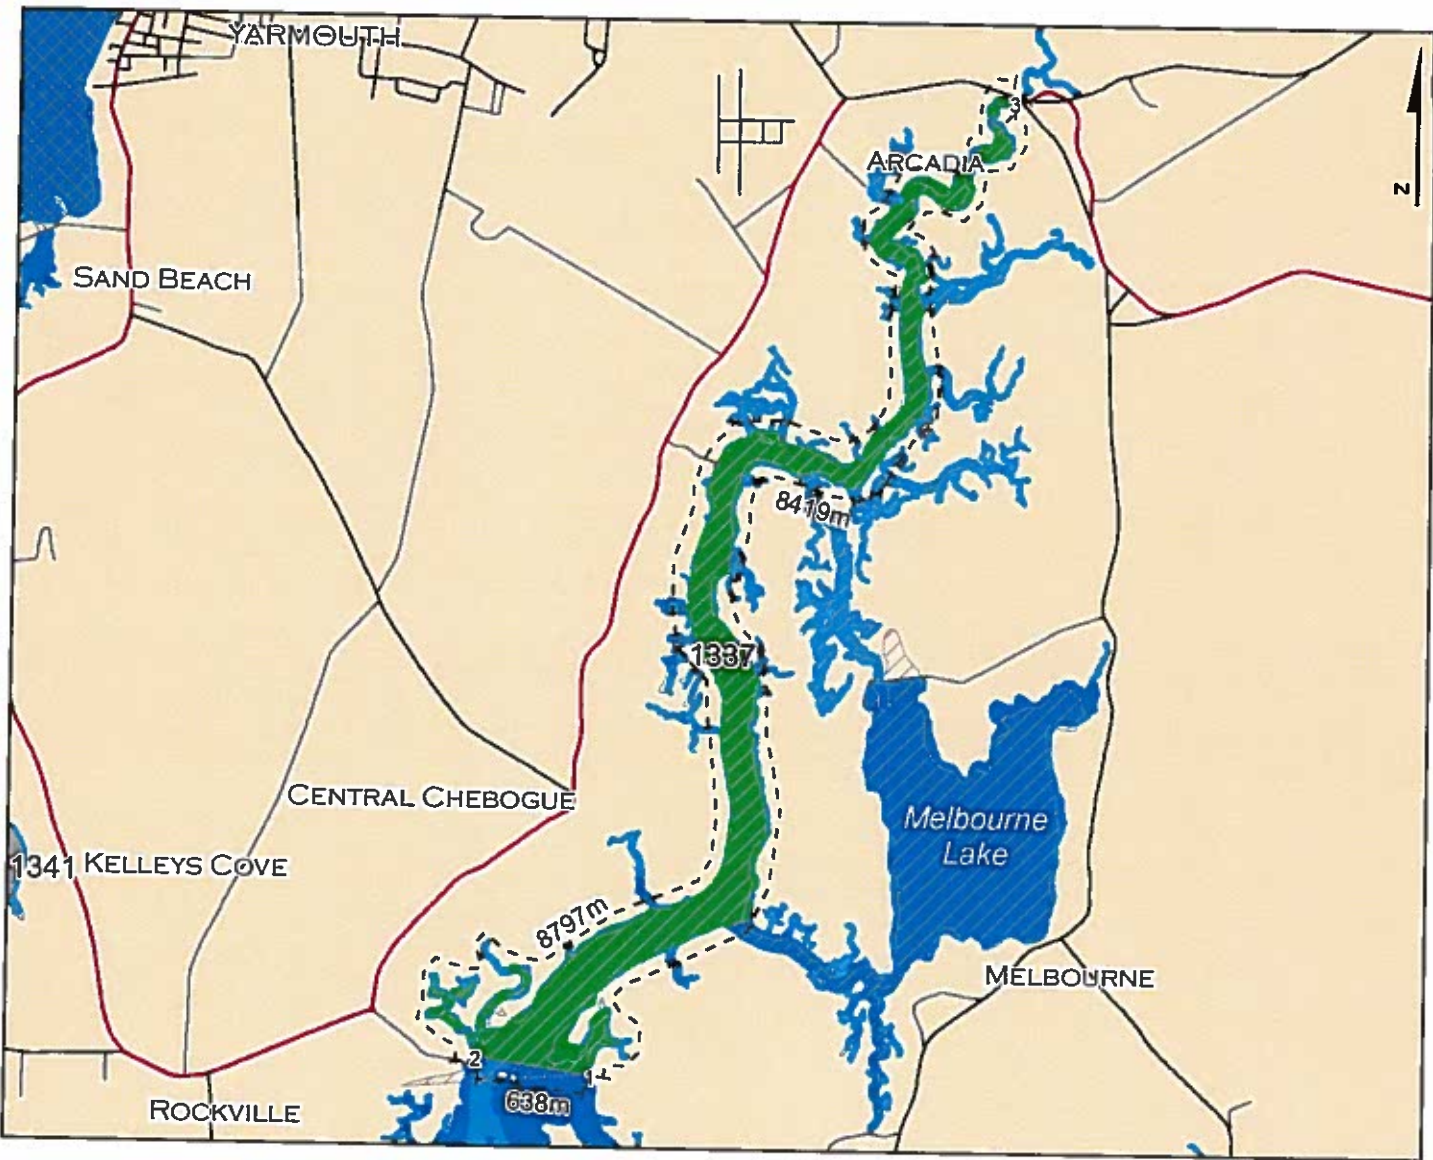 YARMOUTH
3
ARCADIA
N
SAND BEACH
8419m
1337
CENTRAL CHEBOGUE
Melbourne
Lake
1341 KELLEYS COVE
8797m
MELBOURNE
2
1
638m
ROCKVILLE